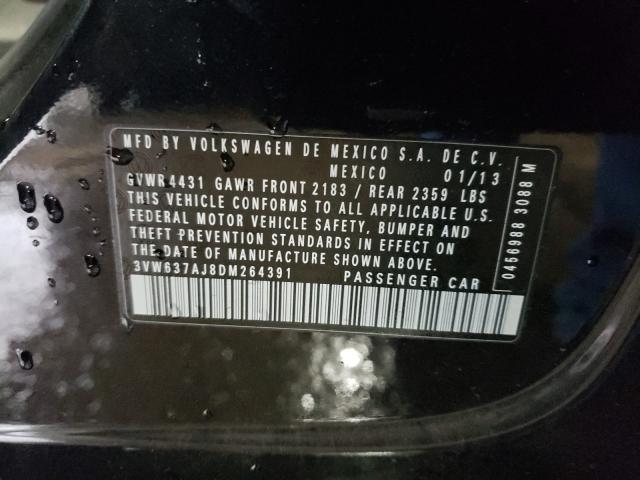 MFD BY VOLKSWAGEN DE MEXICO S.A. DE C.V.
MEXICO 01/13
GVWR 4431 GAWR FRONT 2183 / REAR 2359 LBS
THIS VEHICLE CONFORMS TO ALL APPLICABLE U.S.
FEDERAL MOTOR VEHICLE SAFETY, BUMPER AND
THEFT PREVENTION STANDARDS IN EFFECT ON
THE DATE OF MANUFACTURE SHOWN ABOVE.
3VW637AJ8DM264391 PASSENGER CAR
0456988 3088 M